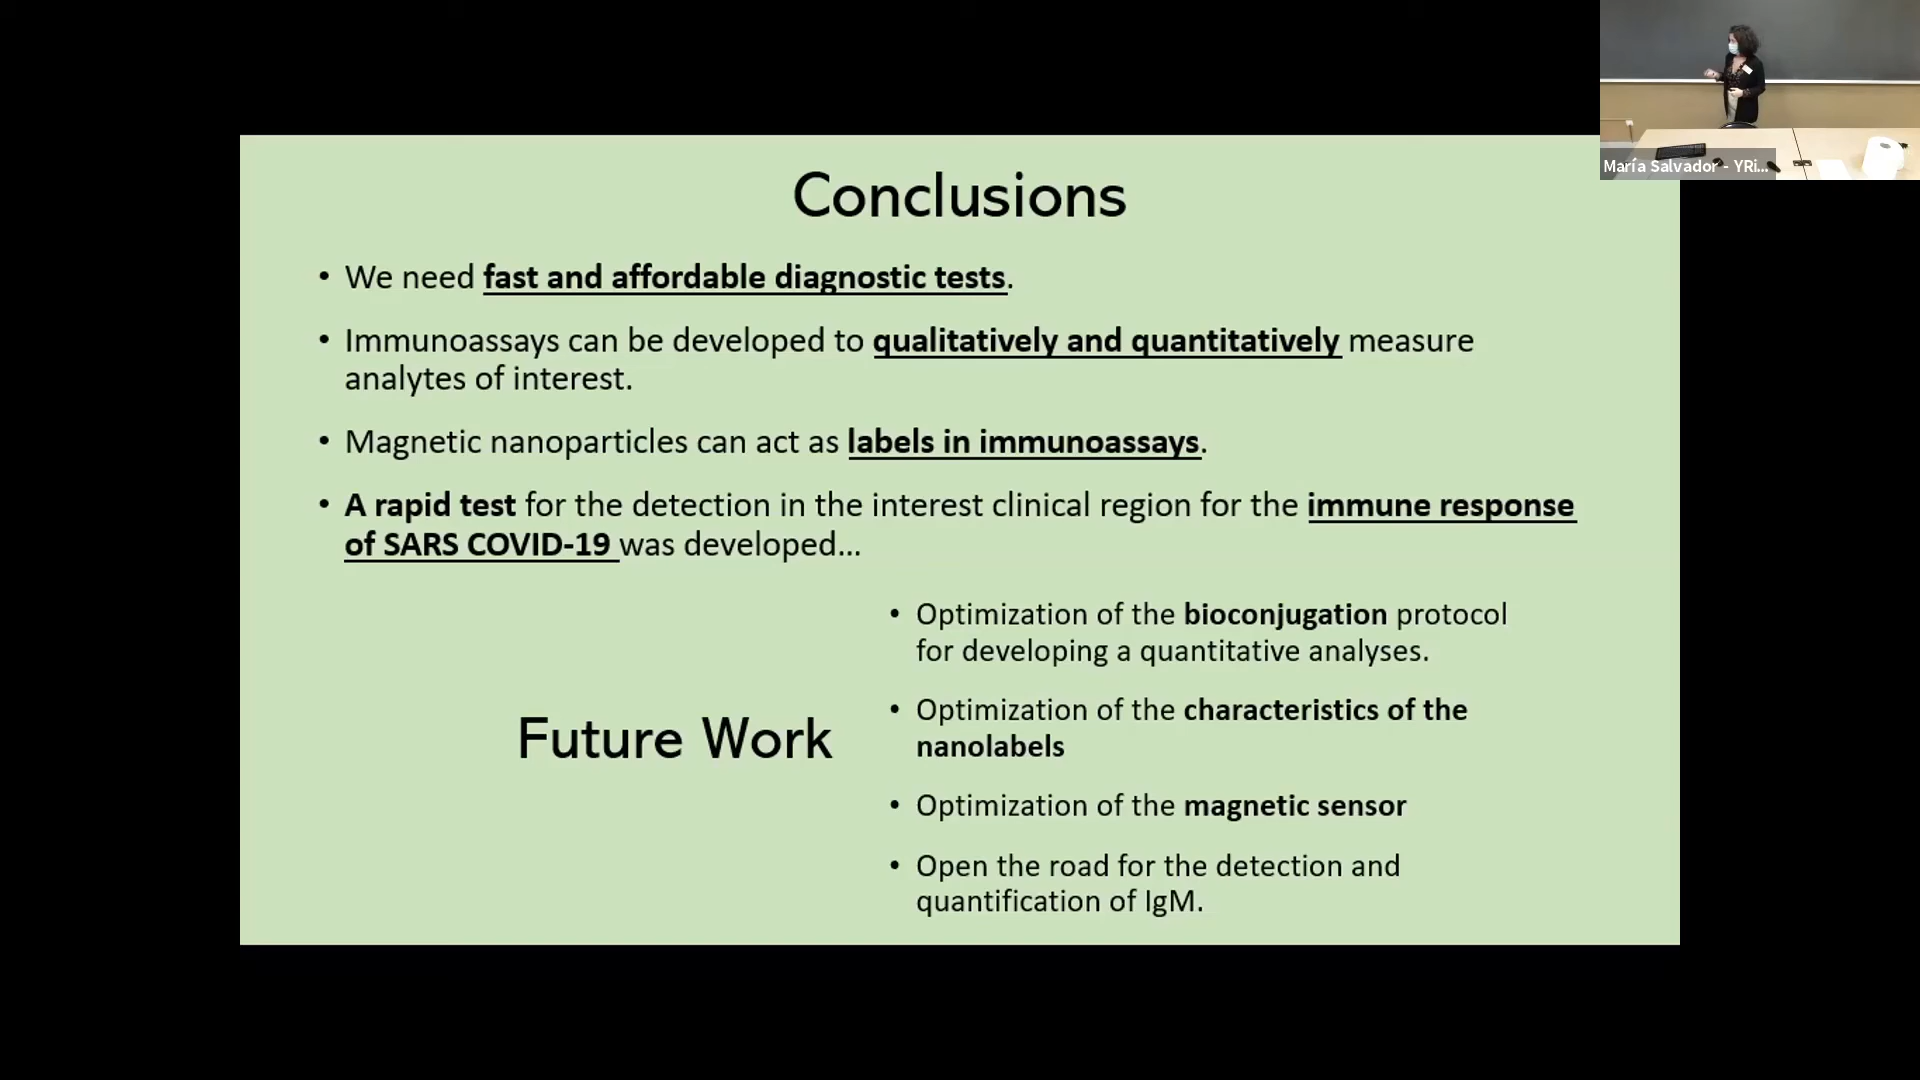 María Salvador - YRi...
Conclusions
• We need fast and affordable diagnostic tests.
• Immunoassays can be developed to qualitatively and quantitatively measure
analytes of interest.
• Magnetic nanoparticles can act as labels in immunoassays.
• A rapid test for the detection in the interest clinical region for the immune response
of SARS COVID-19 was developed...
Future Work
• Optimization of the bioconjugation protocol
for developing a quantitative analyses.
• Optimization of the characteristics of the
nanolabels
• Optimization of the magnetic sensor
• Open the road for the detection and
quantification of IgM.